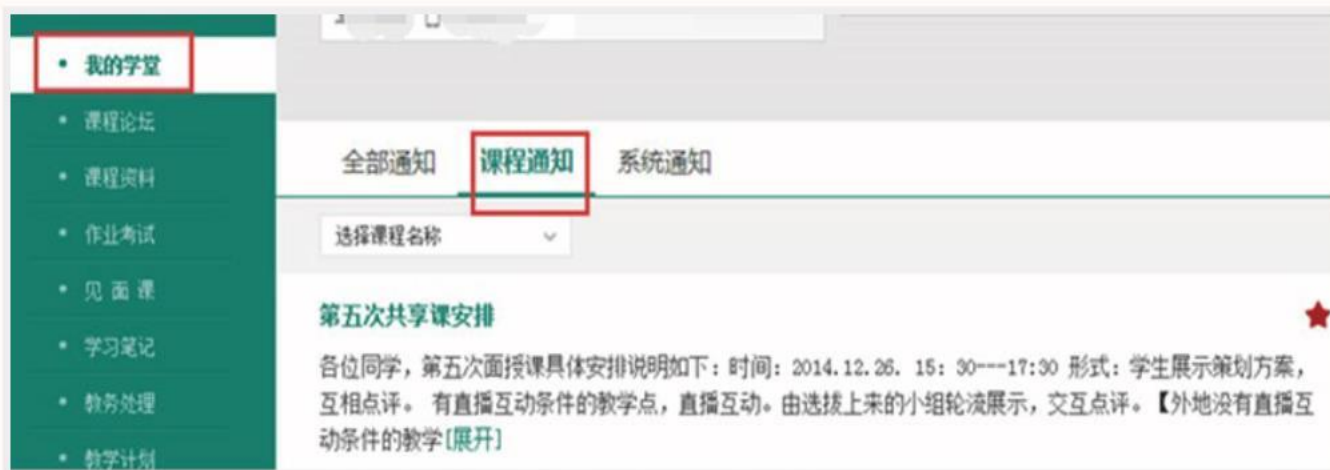 • 我的学堂
• 课程论坛
• 课程资料
• 作业考试
• 见 面 课
• 学习笔记
• 教务处理
• 教学计划
全部通知 课程通知 系统通知
选择课程名称
第五次共享课安排
各位同学，第五次面授课具体安排说明如下：时间：2014.12.26. 15：30---17:30 形式：学生展示策划方案，
互相点评。 有直播互动条件的教学点，直播互动。由选拔上来的小组轮流展示，交互点评。【外地没有直播互
动条件的教学[展开]